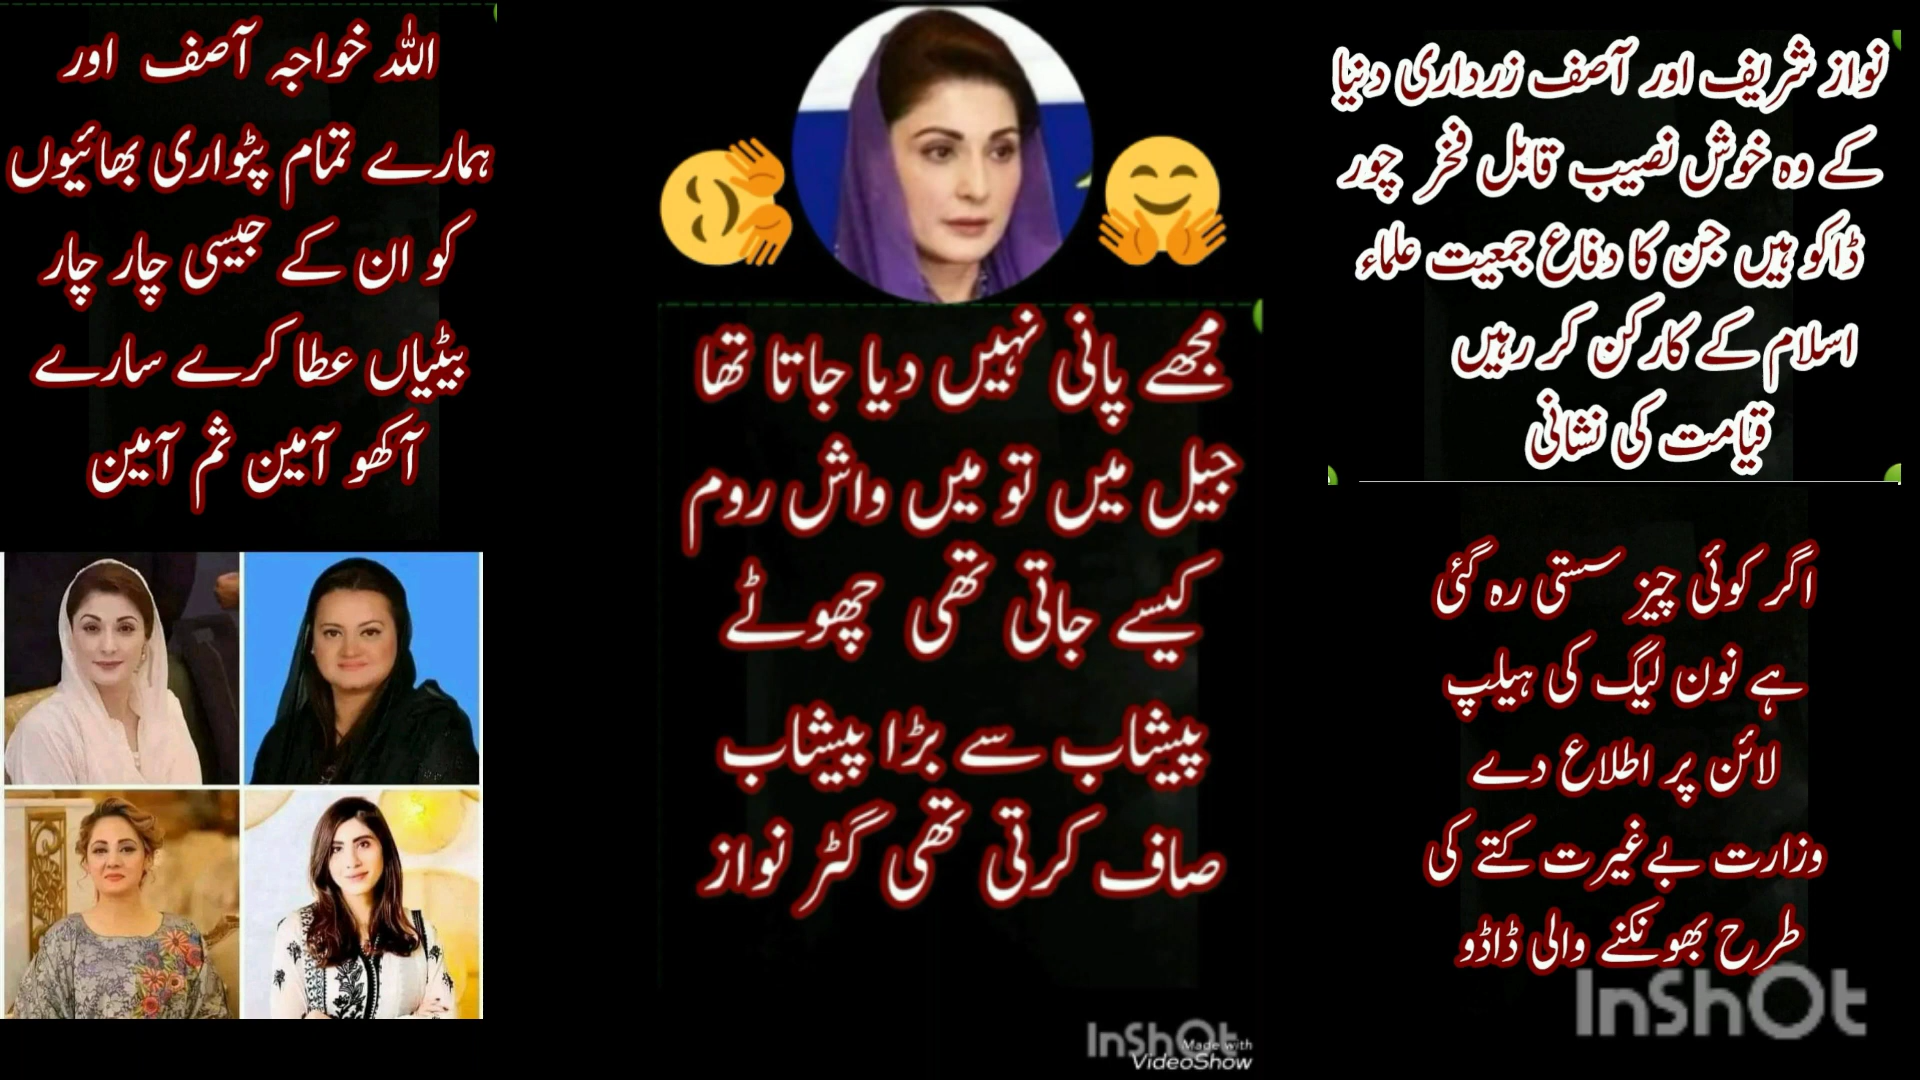 اللہ خواجہ آصف اور
ہمارے تمام پٹواری بھائیوں
کو ان کے جیسی چار چار
بیٹیاں عطا کرے سارے
آکھو آمین ثم آمین
مجھے پانی نہیں دیا جاتا تھا
جیل میں تو میں واش روم
کیسے جاتی تھی چھوٹے
پیشاب سے بڑا پیشاب
صاف کرتی تھی گٹر نواز
InShOt
Made with
VideoShow
نواز شریف اور آصف زرداری دنیا
کے وہ خوش نصیب قابل فخر چور
ڈاکو ہیں جن کا دفاع جمعیت علماء
اسلام کے کارکن کر رہیں
قیامت کی نشانی
اگر کوئی چیز سستی رہ گئی
ہے نون لیگ کی ہیلپ
لائن پر اطلاع دے
وزارت بےغیرت کتے کی
طرح بھونکنے والی ڈاڈو
InShOt